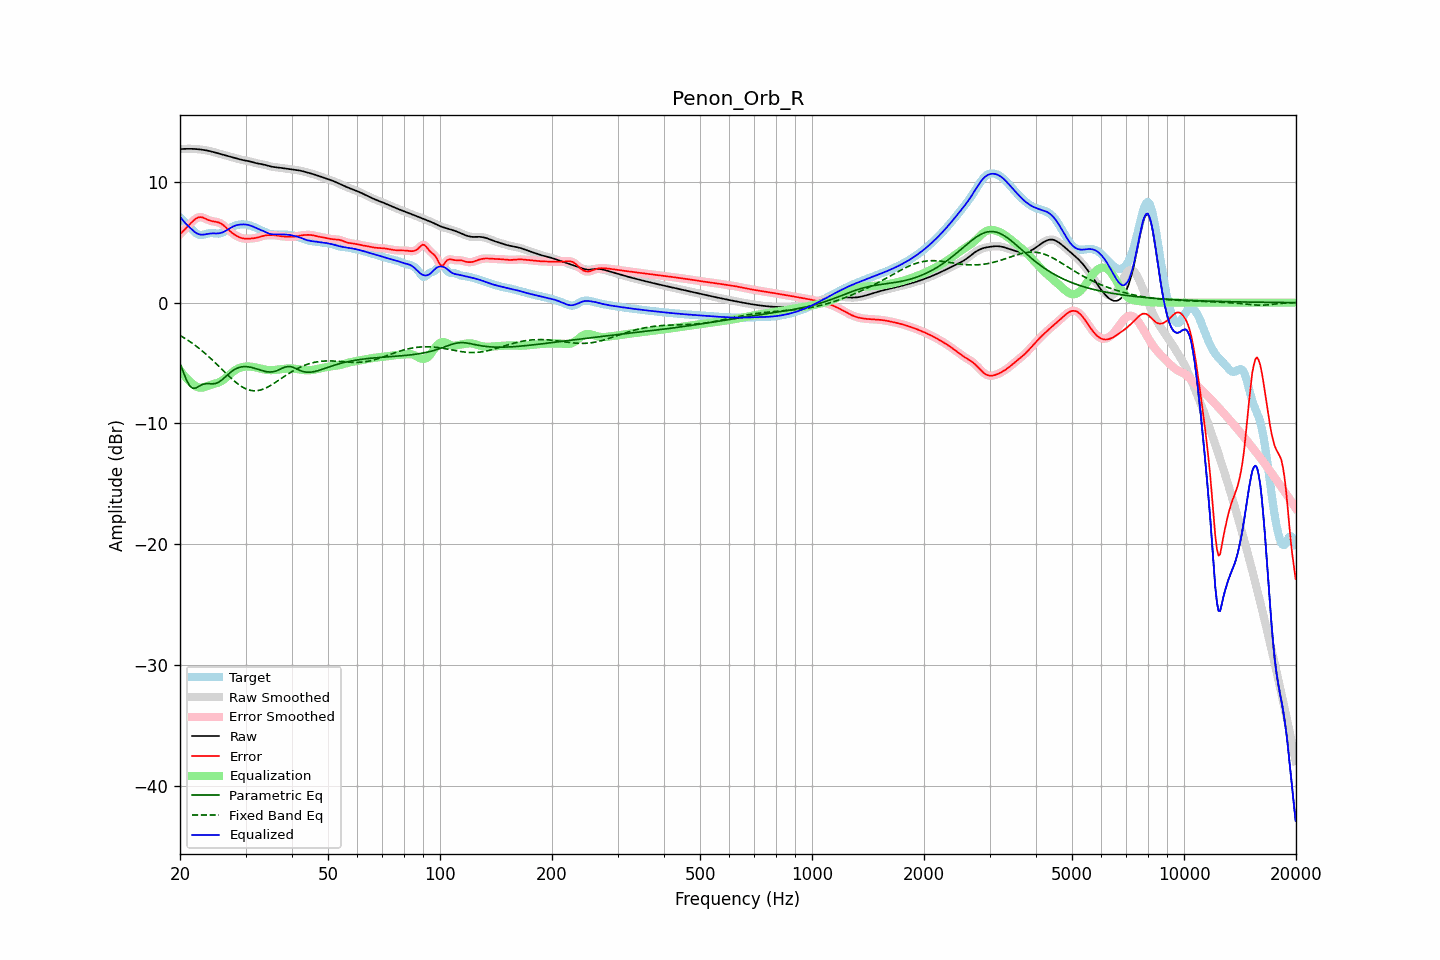 Penon_Orb_R
Amplitude (dBr)
10
0
−10
−20
−30
−40
Target
Raw Smoothed
Error Smoothed
Raw
Error
Equalization
Parametric Eq
Fixed Band Eq
Equalized
20 50 100 200 500 1000 2000 5000 10000 20000
Frequency (Hz)